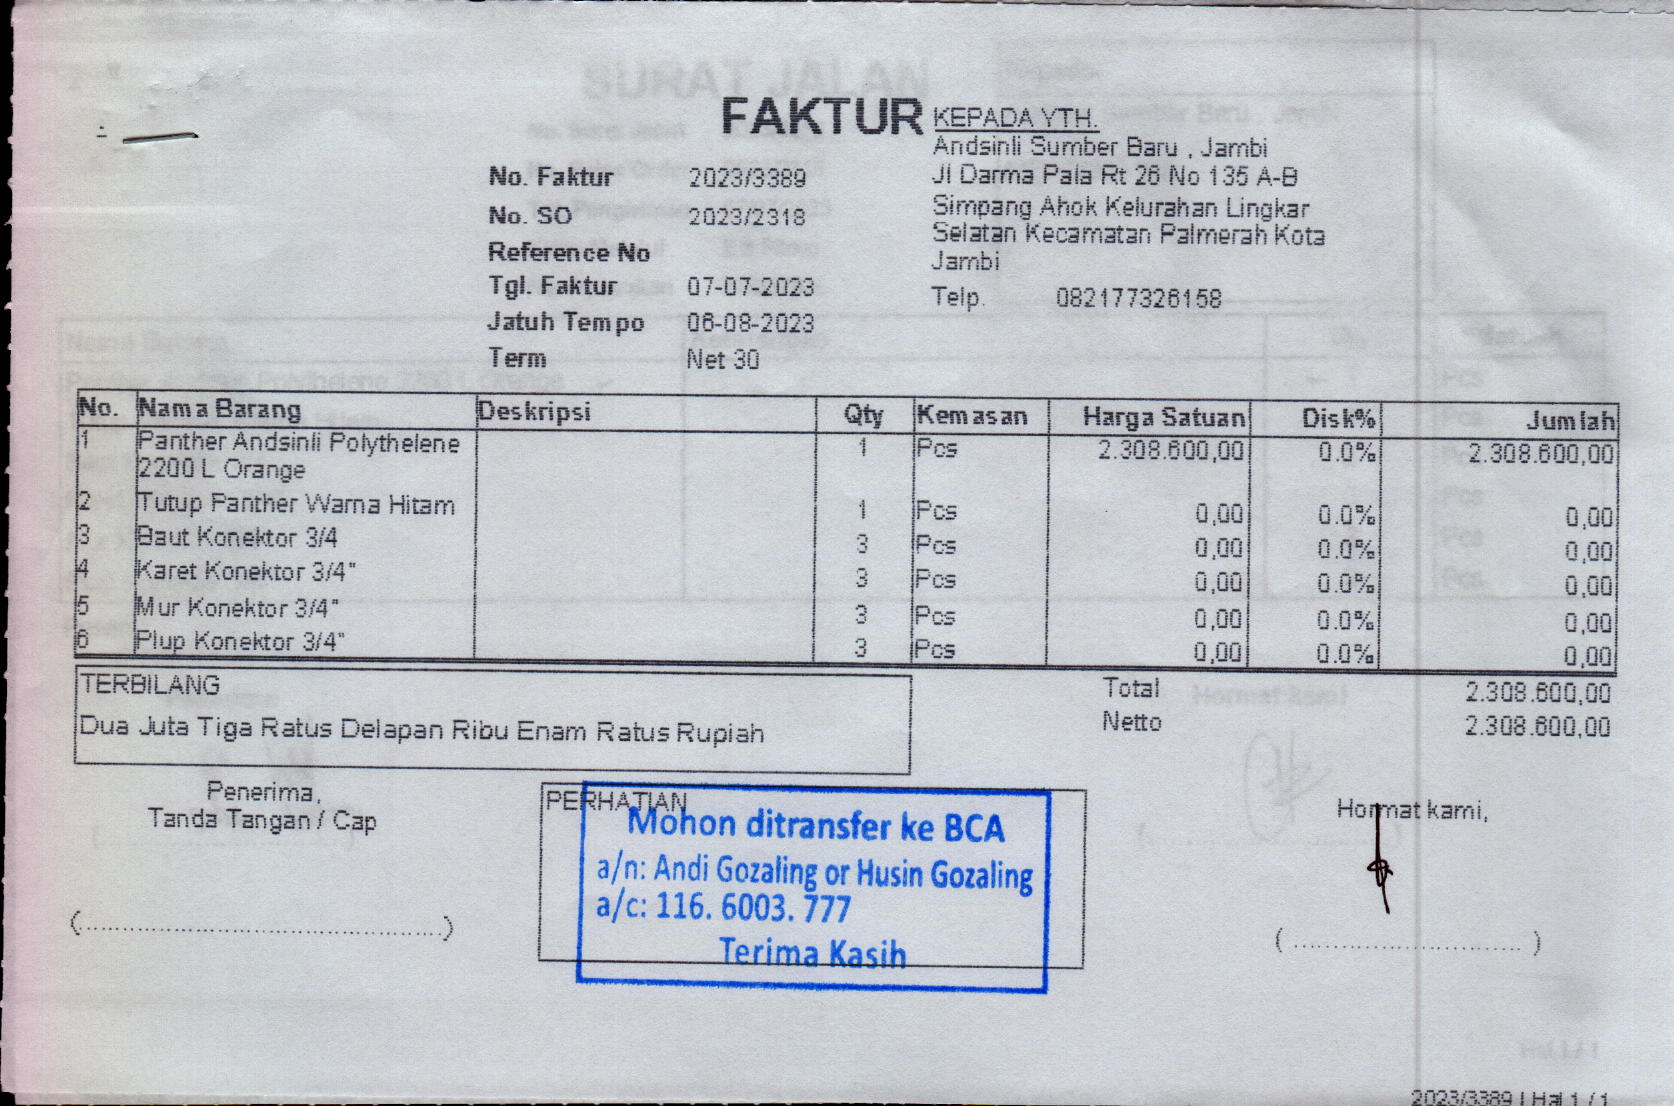 FAKTUR
KEPADA YTH.
Andsinli Sumber Baru , Jambi
Jl Darma Pala Rt 26 No 135 A-B
Simpang Ahok Kelurahan Lingkar
Selatan Kecamatan Palmerah Kota
Jambi
Telp. 082177326158
No. Faktur 2023/3389
No. SO 2023/2318
Reference No
Tgl. Faktur 07-07-2023
Jatuh Tempo 06-08-2023
Term Net 30
No. Nama Barang Deskripsi Qty Kemasan Harga Satuan Disk% Jumlah
1 Panther Andsinli Polythelene 1 Pcs 2.308.600,00 0.0% 2.308.600,00
2200 L Orange
2 Tutup Panther Warna Hitam 1 Pcs 0,00 0.0% 0,00
3 Baut Konektor 3/4 3 Pcs 0,00 0.0% 0,00
4 Karet Konektor 3/4" 3 Pcs 0,00 0.0% 0,00
5 Mur Konektor 3/4" 3 Pcs 0,00 0.0% 0,00
6 Plup Konektor 3/4" 3 Pcs 0,00 0.0% 0,00
TERBILANG
Dua Juta Tiga Ratus Delapan Ribu Enam Ratus Rupiah
Total 2.308.600,00
Netto 2.308.600,00
Penerima,
Tanda Tangan / Cap
(................................................)
PERHATIAN
Mohon ditransfer ke BCA
a/n: Andi Gozaling or Husin Gozaling
a/c: 116. 6003. 777
Terima Kasih
Hormat kami,
( .............................. )
2023/3389 | Hal 1 / 1